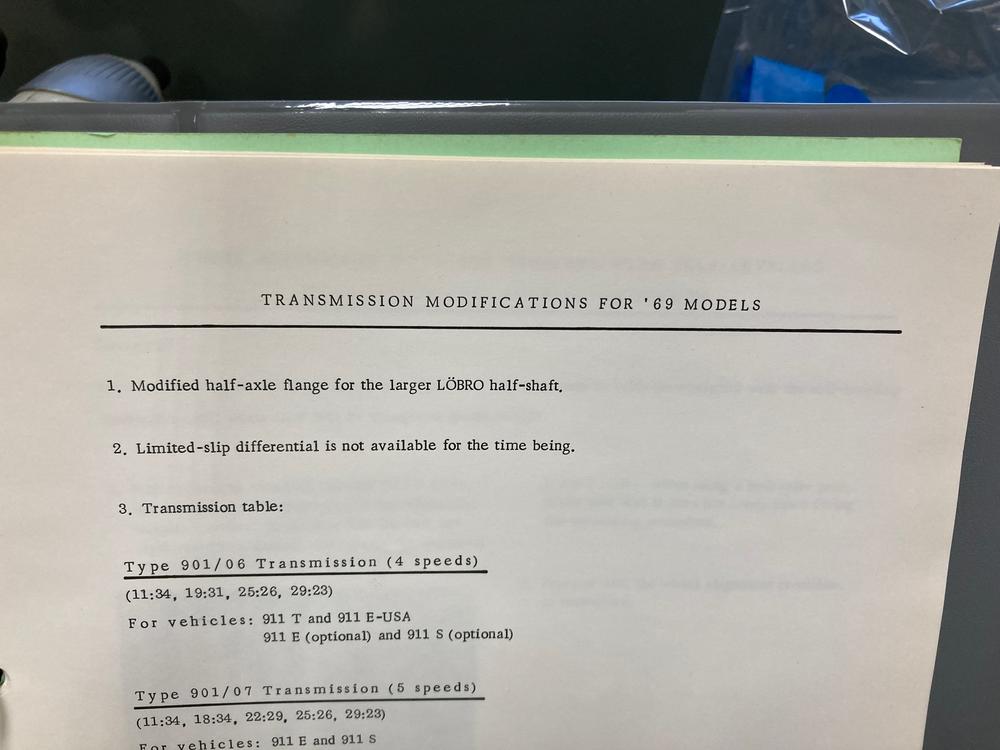 TRANSMISSION MODIFICATIONS FOR '69 MODELS
1. Modified half-axle flange for the larger LÖBRO half-shaft.
2. Limited-slip differential is not available for the time being.
3. Transmission table:
Type 901/06 Transmission (4 speeds)
(11:34, 19:31, 25:26, 29:23)
For vehicles: 911 T and 911 E-USA
911 E (optional) and 911 S (optional)
Type 901/07 Transmission (5 speeds)
(11:34, 18:34, 22:29, 25:26, 29:23)
For vehicles: 911 E and 911 S